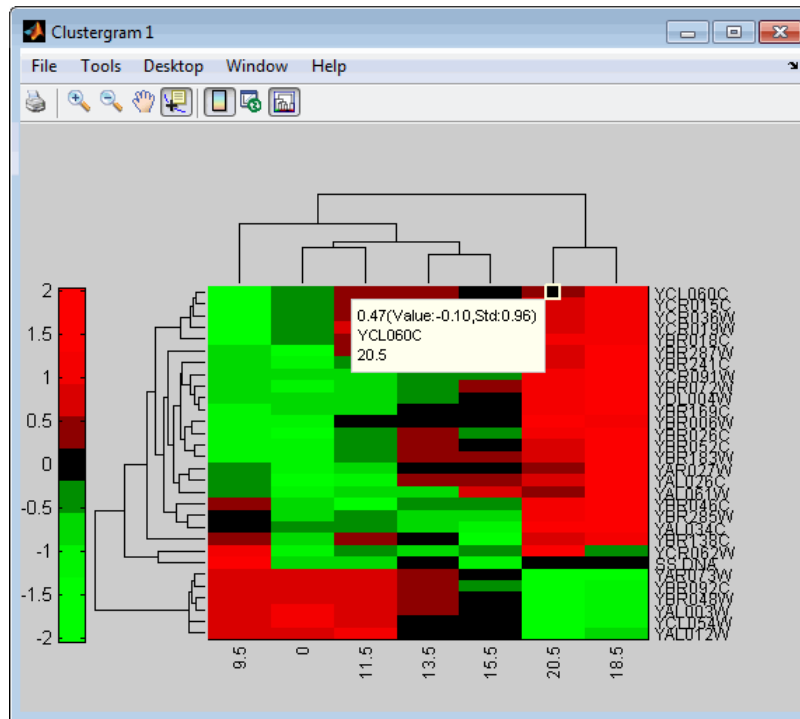 Clustergram 1
File Tools Desktop Window Help
2
1.5
1
0.5
0
-0.5
-1
-1.5
-2
0.47(Value:-0.10,Std:0.96)
YCL060C
20.5
YCL060C
YCR015C
YCR036W
YCR019W
YBR018C
YBR287W
YBR241C
YCR091W
YBR072W
YDL004W
YBR169C
YBR006W
YBR026C
YBR052C
YBR183W
YAR027W
YAL026C
YAL061W
YBR046C
YBR285W
YAL034C
YBR138C
YCR062W
SS DNA
YAR073W
YBR092C
YBR048W
YAL003W
YCL054W
YAL012W
9.5 0 11.5 13.5 15.5 20.5 18.5